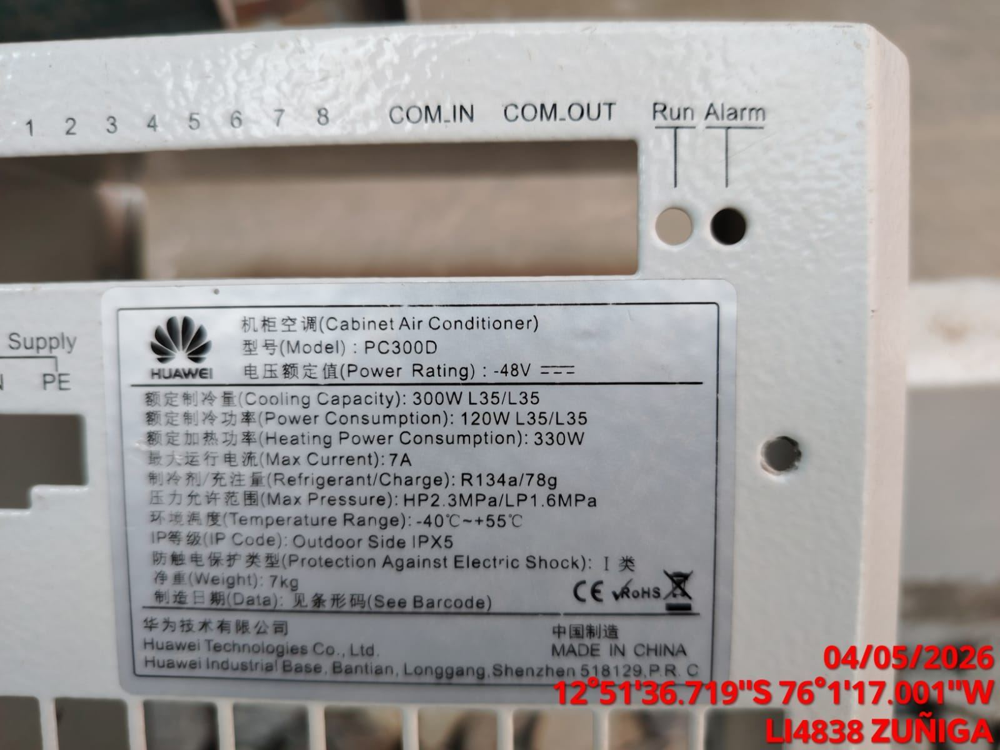 1 2 3 4 5 6 7 8 COM_IN COM_OUT Run Alarm
Supply
PE
HUAWEI
机柜空调(Cabinet Air Conditioner)
型号(Model) : PC300D
电压额定值(Power Rating) : -48V
额定制冷量(Cooling Capacity): 300W L35/L35
额定制冷功率(Power Consumption): 120W L35/L35
额定加热功率(Heating Power Consumption): 330W
最大运行电流(Max Current): 7A
制冷剂/充注量(Refrigerant/Charge): R134a/78g
压力允许范围(Max Pressure): HP2.3MPa/LP1.6MPa
环境温度(Temperature Range): -40℃~+55℃
IP等级(IP Code): Outdoor Side IPX5
防触电保护类型(Protection Against Electric Shock): I 类
净重(Weight): 7kg
制造日期(Data): 见条形码(See Barcode)
CE RoHS
华为技术有限公司
Huawei Technologies Co., Ltd.
Huawei Industrial Base, Bantian, Longgang,Shenzhen 518129,P.R. C
中国制造
MADE IN CHINA
04/05/2026
12°51'36.719"S 76°1'17.001"W
LI4838 ZUÑIGA